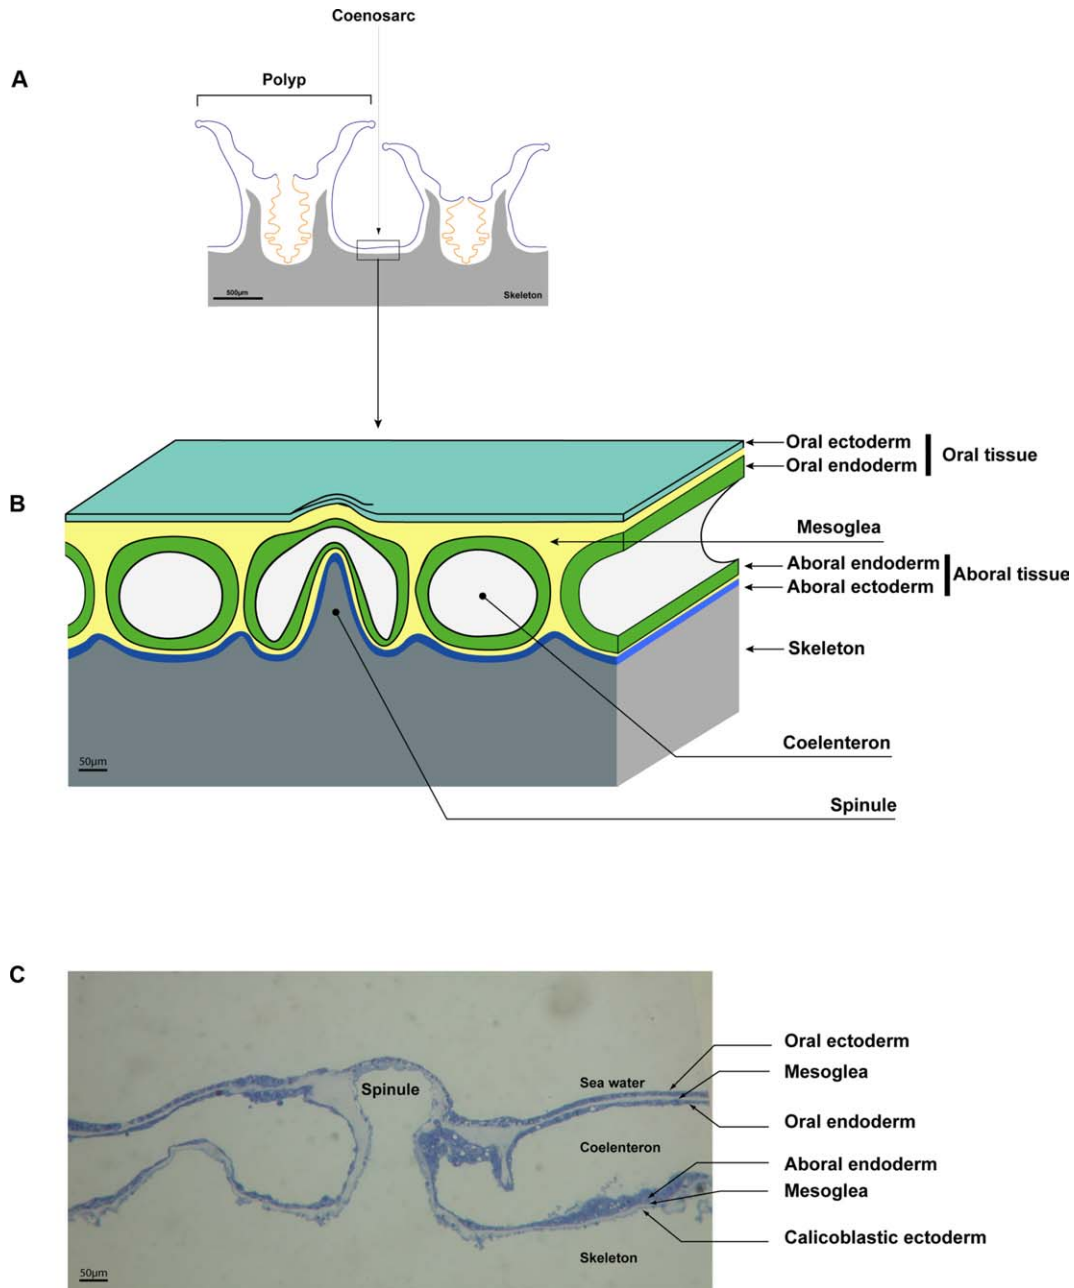 Coenosarc
A
Polyp
500µm
Skeleton
Oral ectoderm
Oral endoderm
Oral tissue
B
Mesoglea
Aboral endoderm
Aboral ectoderm
Aboral tissue
Skeleton
Coelenteron
50µm
Spinule
C
Oral ectoderm
Mesoglea
Sea water
Spinule
Oral endoderm
Coelenteron
Aboral endoderm
Mesoglea
Calicoblastic ectoderm
Skeleton
50µm